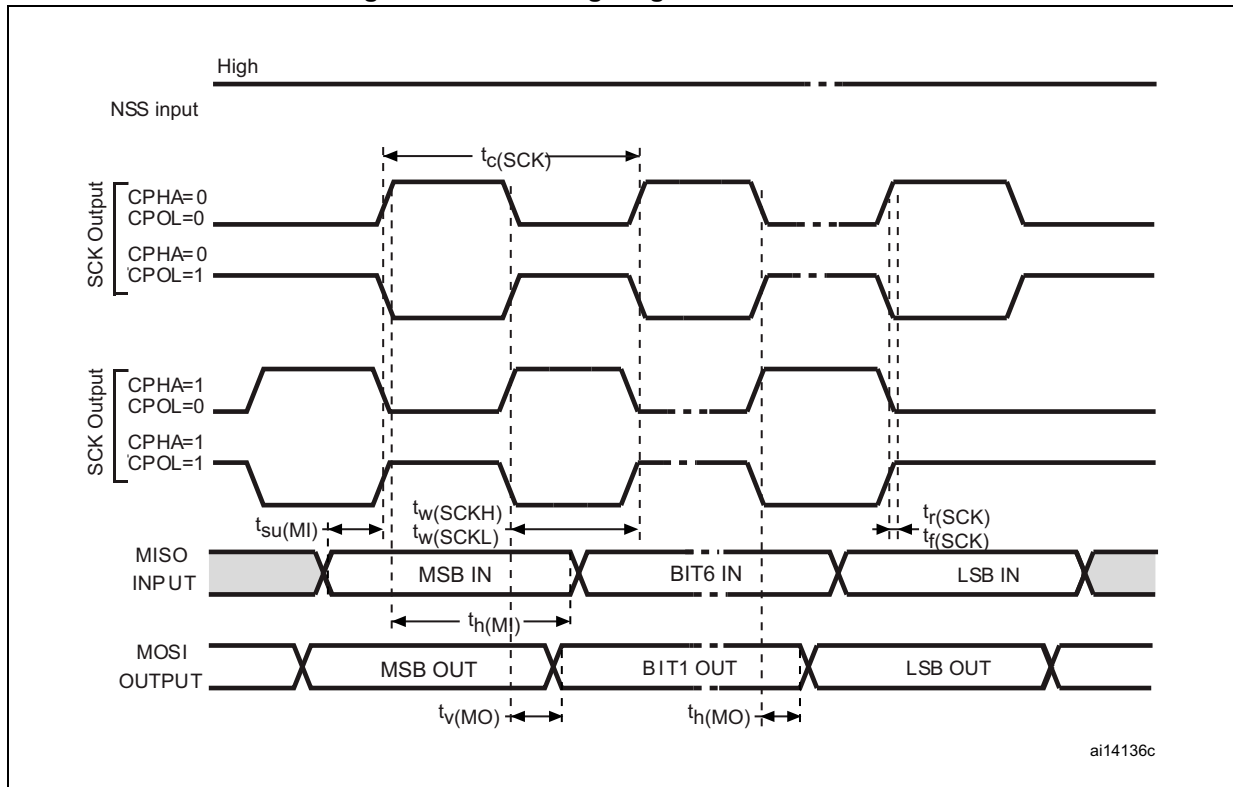 High
NSS input
tc(SCK)
SCK Output
CPHA=0
CPOL=0
CPHA=0
CPOL=1
SCK Output
CPHA=1
CPOL=0
CPHA=1
CPOL=1
tsu(MI)
tw(SCKH)
tw(SCKL)
tr(SCK)
tf(SCK)
MISO
INPUT
MSB IN
BIT6 IN
LSB IN
th(MI)
MOSI
OUTPUT
MSB OUT
BIT1 OUT
LSB OUT
tv(MO)
th(MO)
ai14136c